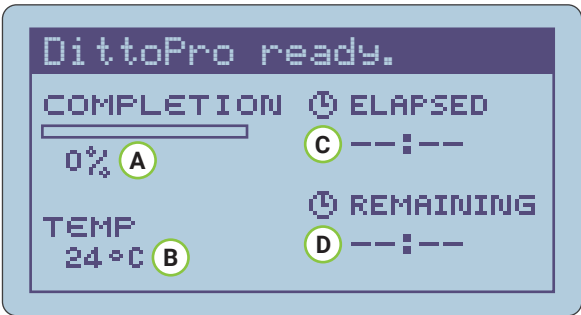 DittoPro ready.
COMPLETION
0% A
TEMP
24°C B
ELAPSED
C --:--
REMAINING
D --:--